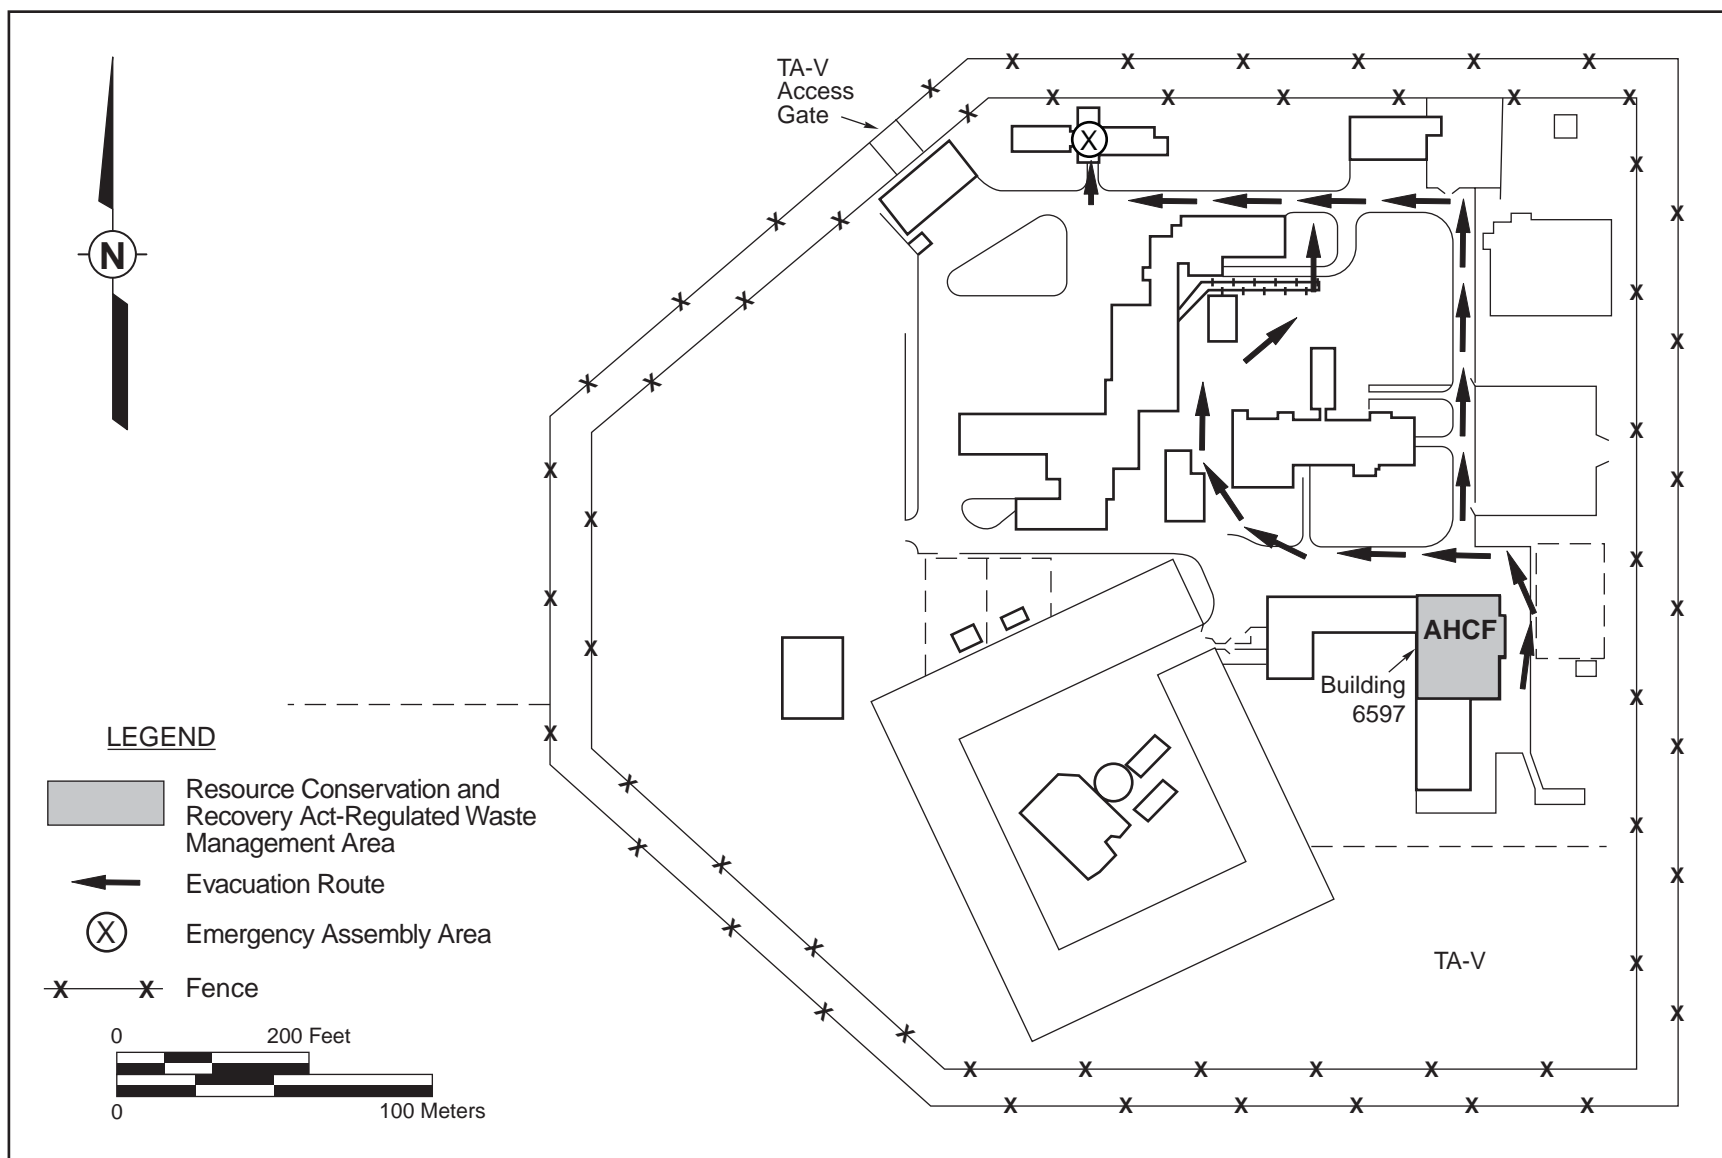 TA-V
Access
Gate
X
N
AHCF
Building
6597
LEGEND
Resource Conservation and
Recovery Act-Regulated Waste
Management Area
Evacuation Route
X Emergency Assembly Area
X X Fence
TA-V
0 200 Feet
0 100 Meters